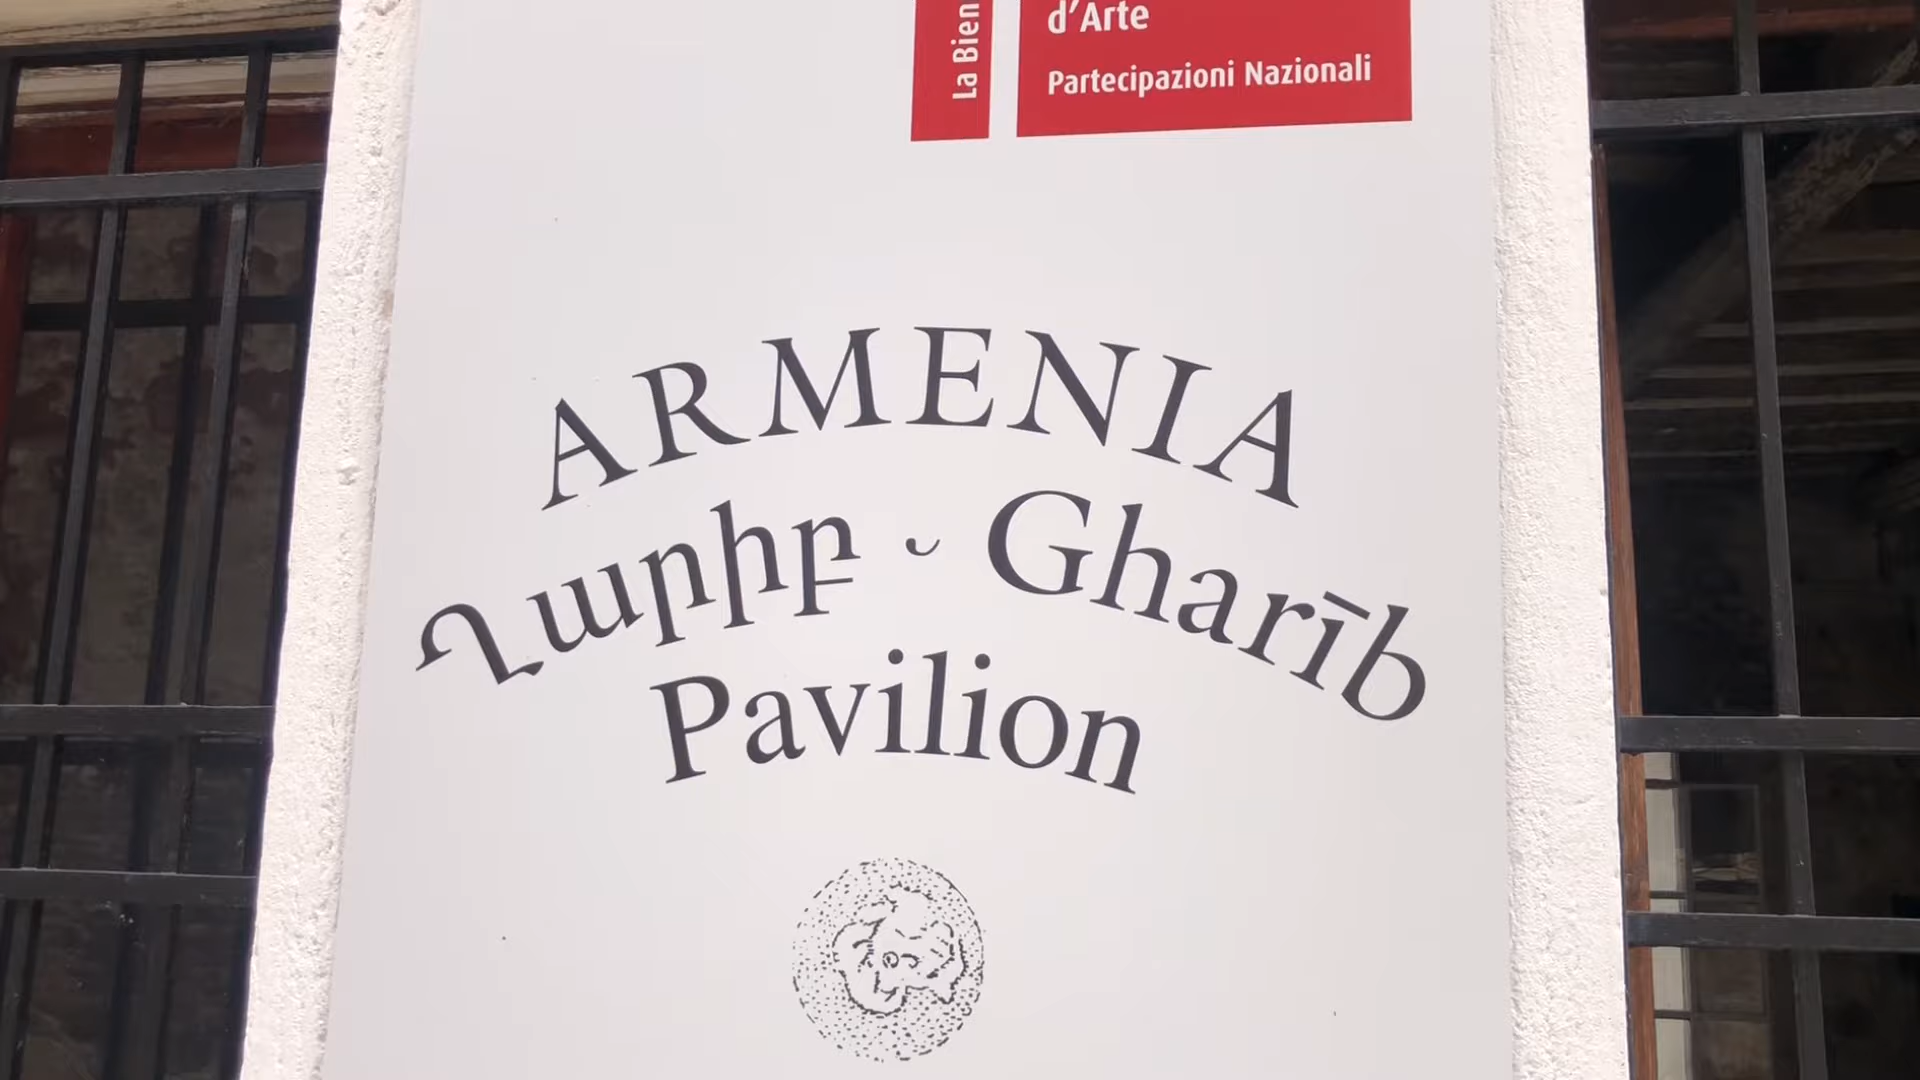 La Bien
d'Arte
Partecipazioni Nazionali
ARMENIA
Ղարիբ ~ Gharīb
Pavilion